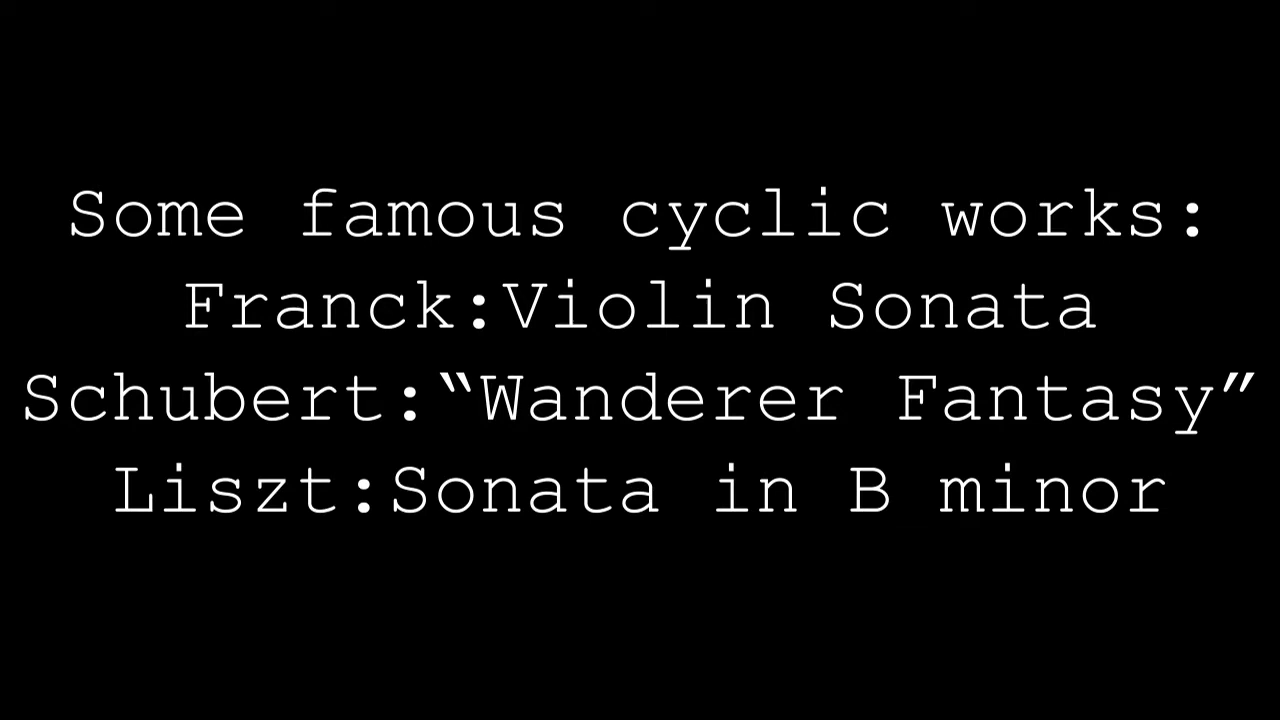 Some famous cyclic works:
Franck:Violin Sonata
Schubert:“Wanderer Fantasy”
Liszt:Sonata in B minor